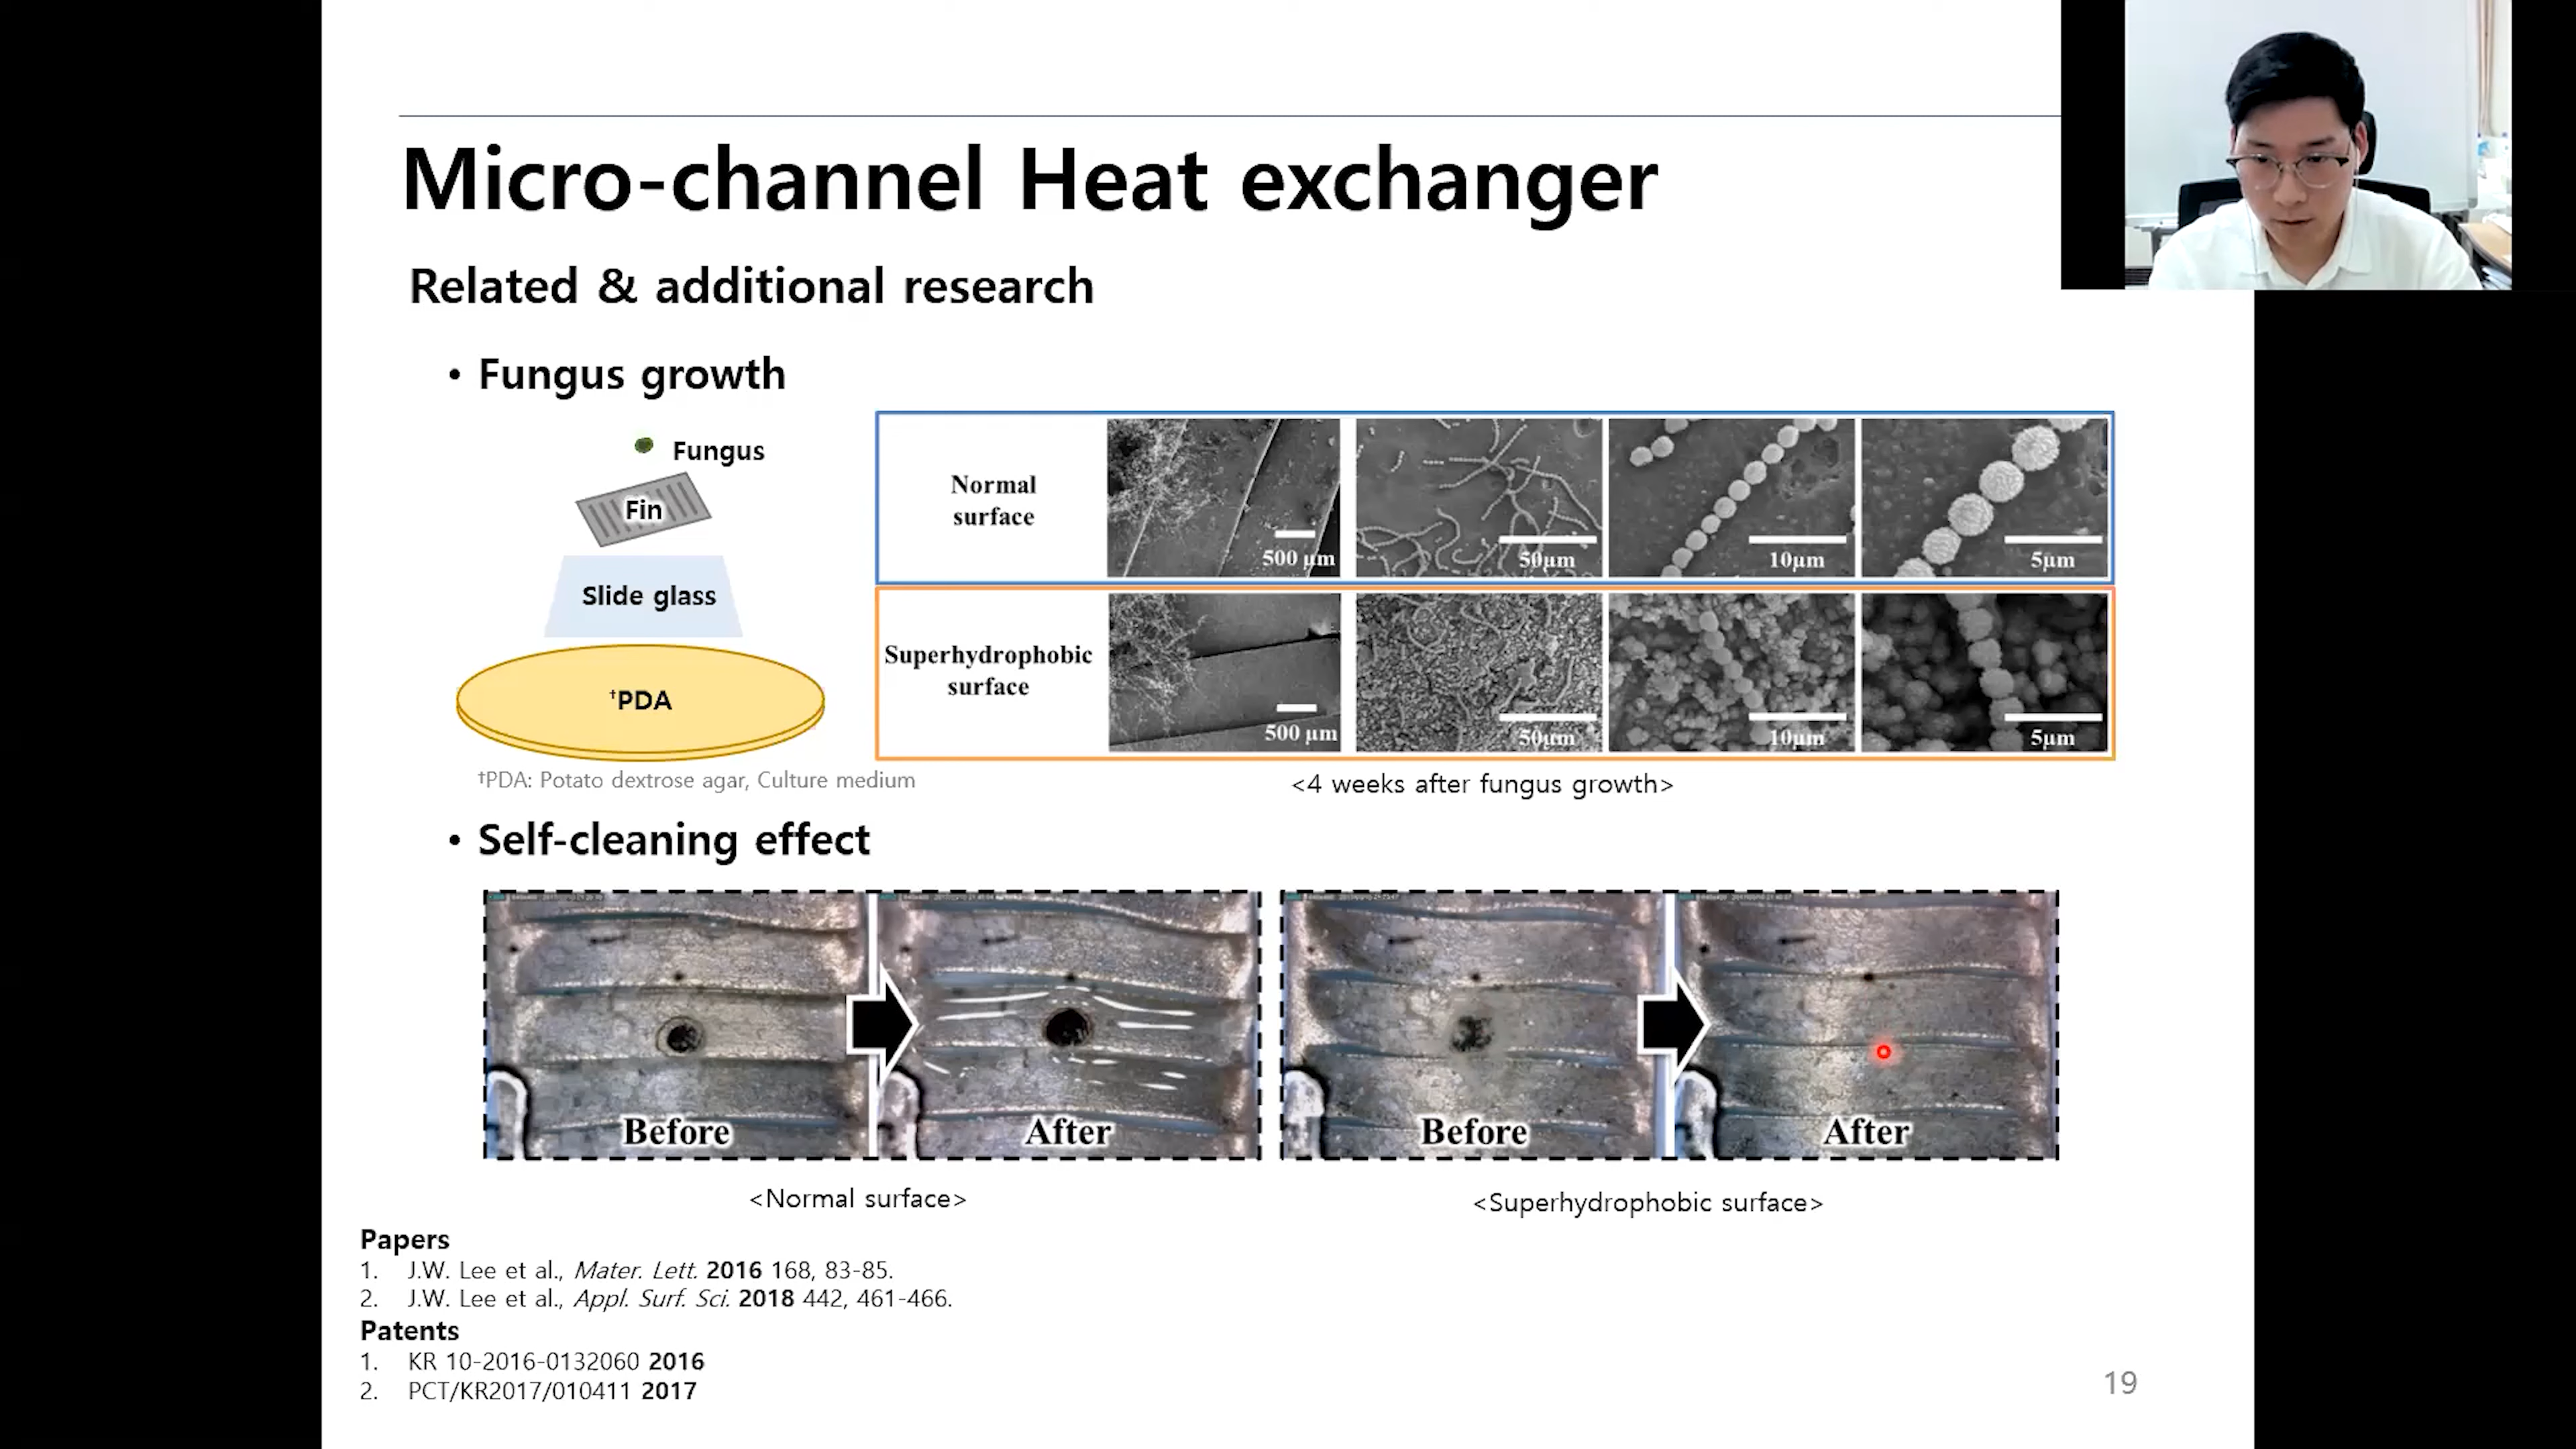 Micro-channel Heat exchanger
Related & additional research
• Fungus growth
Fungus
Fin
Slide glass
†PDA
†PDA: Potato dextrose agar, Culture medium
Normal
surface
500 μm
50μm
10μm
5μm
Superhydrophobic
surface
500 μm
50μm
10μm
5μm
<4 weeks after fungus growth>
• Self-cleaning effect
Before
After
Before
After
<Normal surface>
<Superhydrophobic surface>
Papers
1. J.W. Lee et al., Mater. Lett. 2016 168, 83-85.
2. J.W. Lee et al., Appl. Surf. Sci. 2018 442, 461-466.
Patents
1. KR 10-2016-0132060 2016
2. PCT/KR2017/010411 2017
19